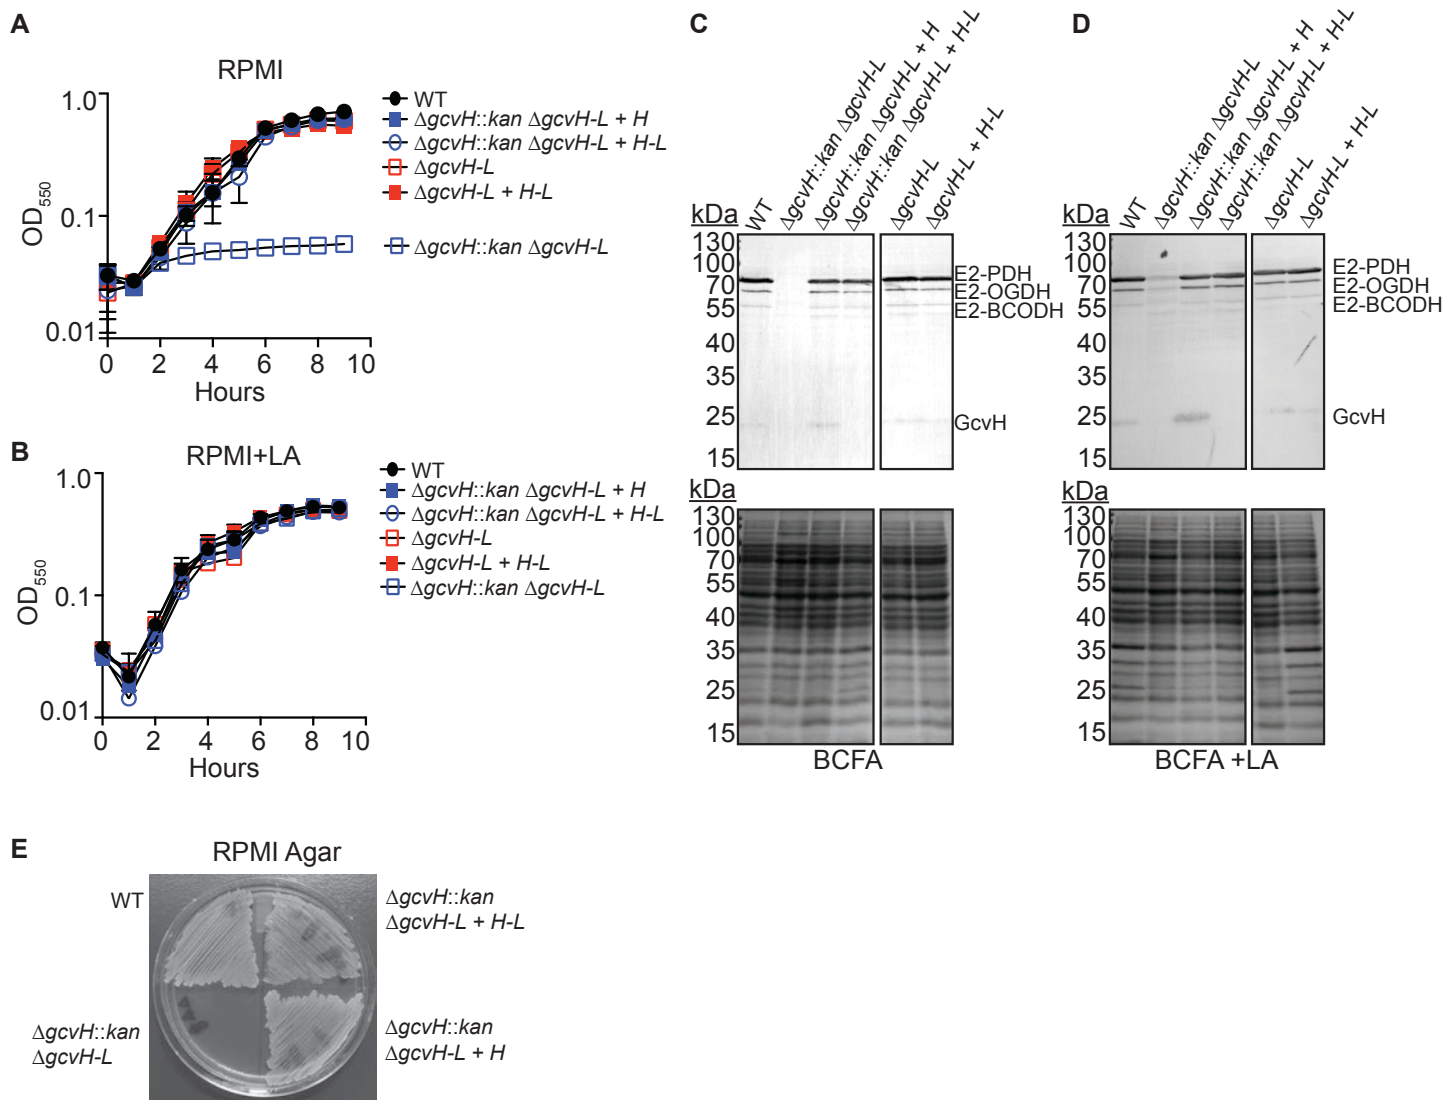 A
RPMI
1.0
0.1
0.01
OD550
0 2 4 6 8 10
Hours
WT
ΔgcvH::kan ΔgcvH-L + H
ΔgcvH::kan ΔgcvH-L + H-L
ΔgcvH-L
ΔgcvH-L + H-L
ΔgcvH::kan ΔgcvH-L
B
RPMI+LA
1.0
0.1
0.01
OD550
0 2 4 6 8 10
Hours
WT
ΔgcvH::kan ΔgcvH-L + H
ΔgcvH::kan ΔgcvH-L + H-L
ΔgcvH-L
ΔgcvH-L + H-L
ΔgcvH::kan ΔgcvH-L
C
WT
ΔgcvH::kan ΔgcvH-L
ΔgcvH::kan ΔgcvH-L + H
ΔgcvH::kan ΔgcvH-L + H-L
ΔgcvH-L
ΔgcvH-L + H-L
kDa
130
100
70
55
40
35
25
15
E2-PDH
E2-OGDH
E2-BCODH
GcvH
kDa
130
100
70
55
40
35
25
15
BCFA
D
WT
ΔgcvH::kan ΔgcvH-L
ΔgcvH::kan ΔgcvH-L + H
ΔgcvH::kan ΔgcvH-L + H-L
ΔgcvH-L
ΔgcvH-L + H-L
kDa
130
100
70
55
40
35
25
15
E2-PDH
E2-OGDH
E2-BCODH
GcvH
kDa
130
100
70
55
40
35
25
15
BCFA +LA
E
RPMI Agar
WT
ΔgcvH::kan
ΔgcvH-L + H-L
ΔgcvH::kan
ΔgcvH-L
ΔgcvH::kan
ΔgcvH-L + H